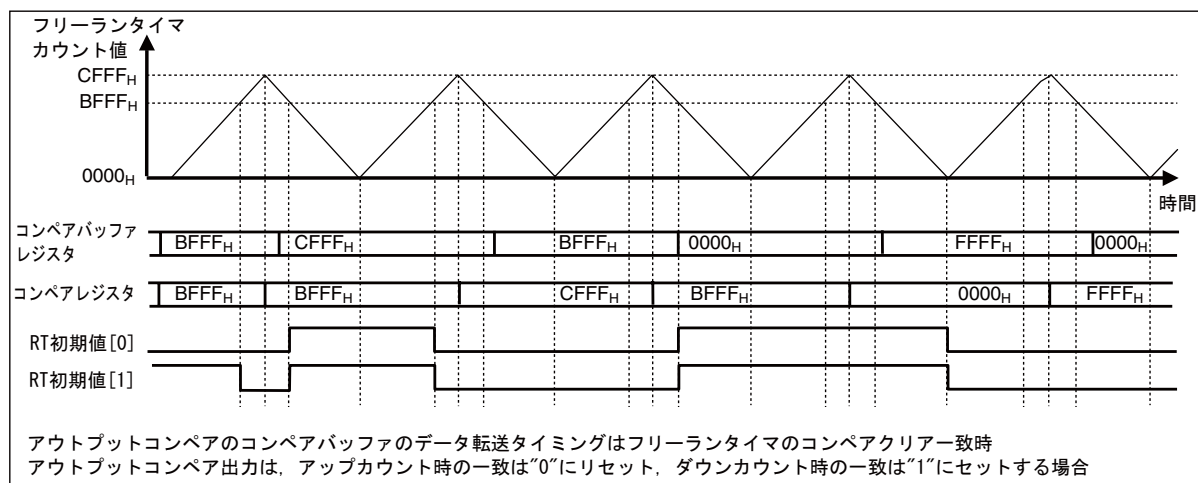 フリーランタイマ
カウント値
CFFFH
BFFFH
0000H
時間
コンペアバッファ
レジスタ
BFFFH CFFFH BFFFH 0000H FFFFH 0000H
コンペアレジスタ BFFFH BFFFH CFFFH BFFFH 0000H FFFFH
RT初期値[0]
RT初期値[1]
アウトプットコンペアのコンペアバッファのデータ転送タイミングはフリーランタイマのコンペアクリア一致時
アウトプットコンペア出力は, アップカウント時の一致は"0"にリセット, ダウンカウント時の一致は"1"にセットする場合